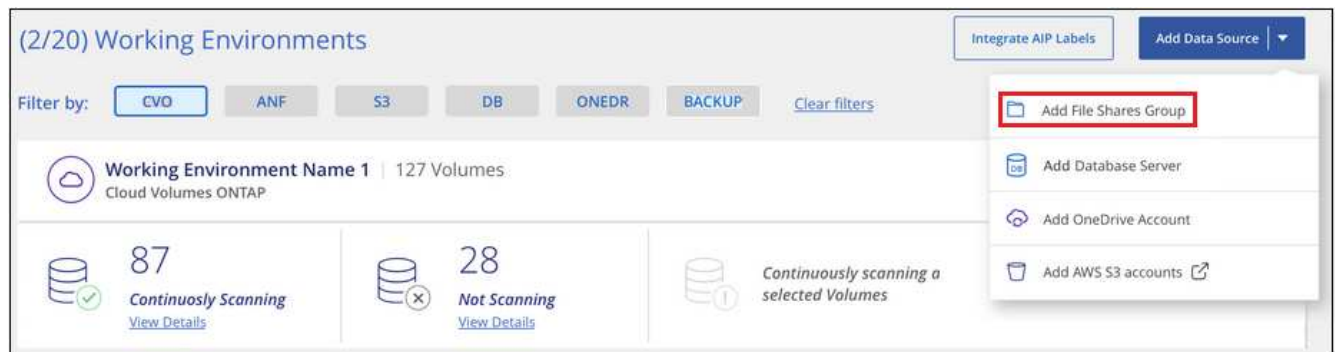 (2/20) Working Environments
Integrate AIP Labels
Add Data Source
Filter by: CVO ANF S3 DB ONEDR BACKUP Clear filters
Add File Shares Group
Working Environment Name 1 | 127 Volumes
Cloud Volumes ONTAP
DB Add Database Server
Add OneDrive Account
Add AWS S3 accounts
87
Continuosly Scanning
View Details
28
Not Scanning
View Details
Continuously scanning a
selected Volumes